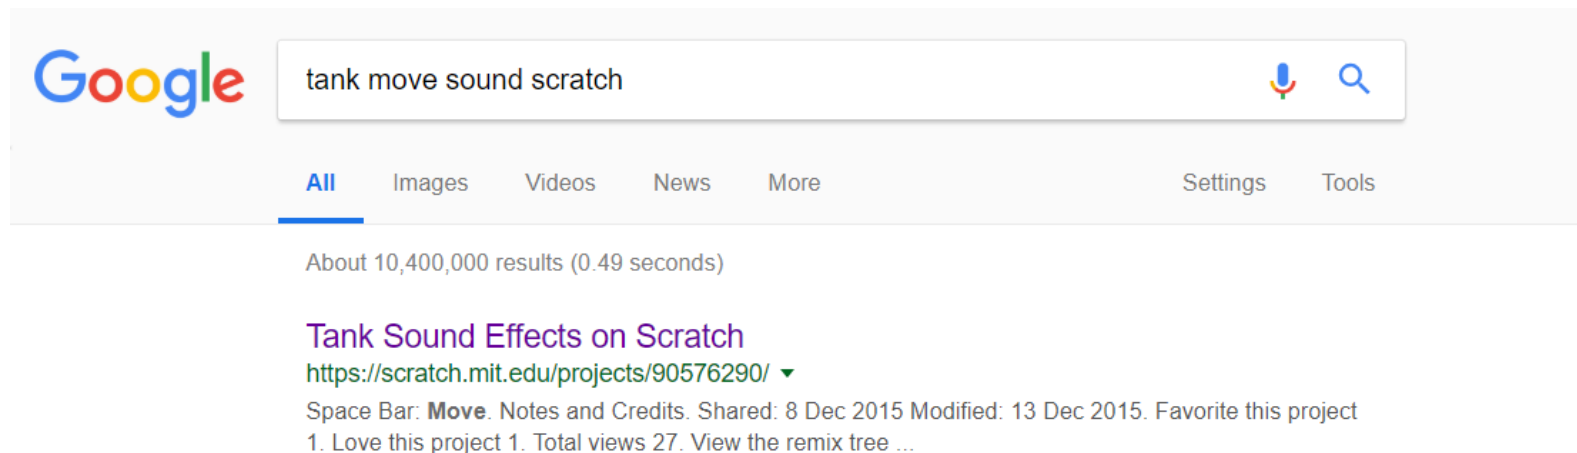 Google
tank move sound scratch
All Images Videos News More Settings Tools
About 10,400,000 results (0.49 seconds)
Tank Sound Effects on Scratch
https://scratch.mit.edu/projects/90576290/
Space Bar: Move. Notes and Credits. Shared: 8 Dec 2015 Modified: 13 Dec 2015. Favorite this project
1. Love this project 1. Total views 27. View the remix tree ...